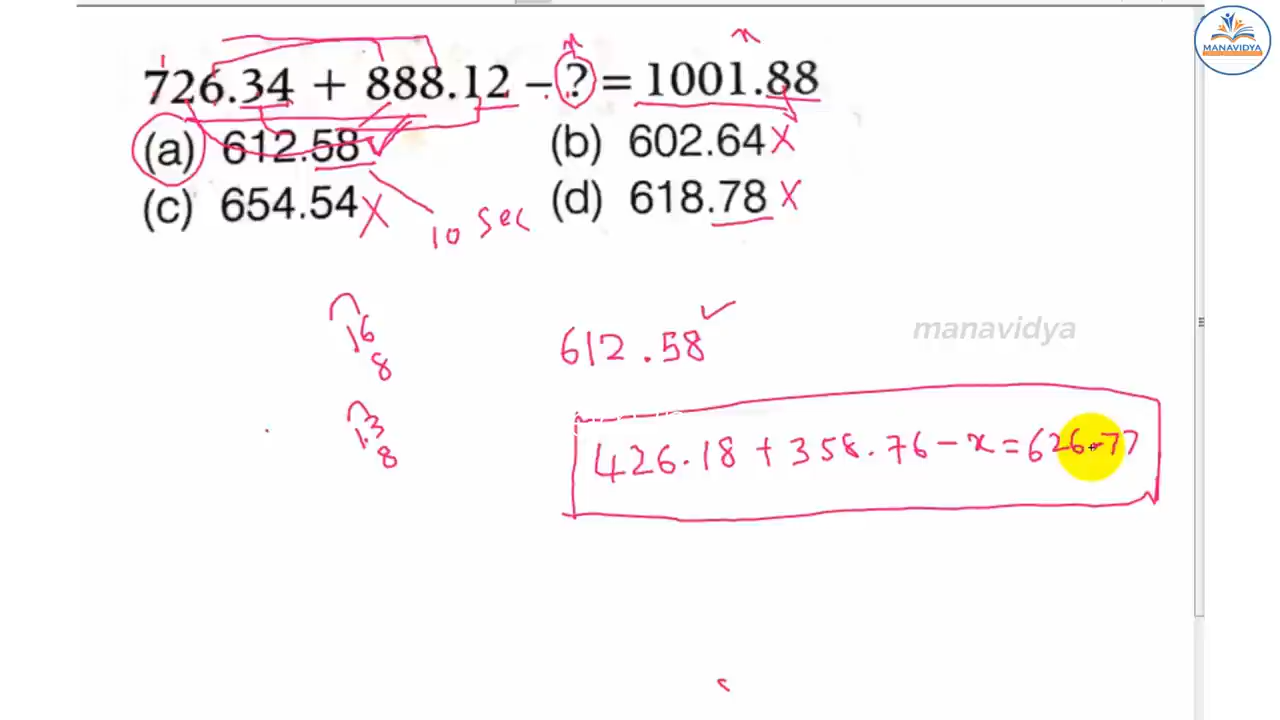 MANAVIDYA
x x
726.34 + 888.12 – ? = 1001.88
(a) 612.58 (b) 602.64 X
(c) 654.54 X (d) 618.78 X
10 Sec
16
8
612.58 ✓
manavidya
13
8
426.18 + 358.76 – x = 626.77